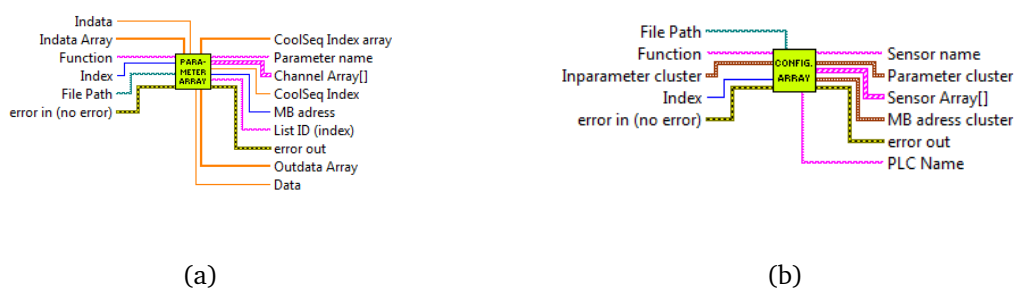 Indata
Indata Array
Function
Index
File Path
error in (no error)
PARA-
METER
ARRAY
CoolSeq Index array
Parameter name
Channel Array[]
CoolSeq Index
MB adress
List ID (index)
error out
Outdata Array
Data
(a)
File Path
Function
Inparameter cluster
Index
error in (no error)
CONFIG.
ARRAY
Sensor name
Parameter cluster
Sensor Array[]
MB adress cluster
error out
PLC Name
(b)